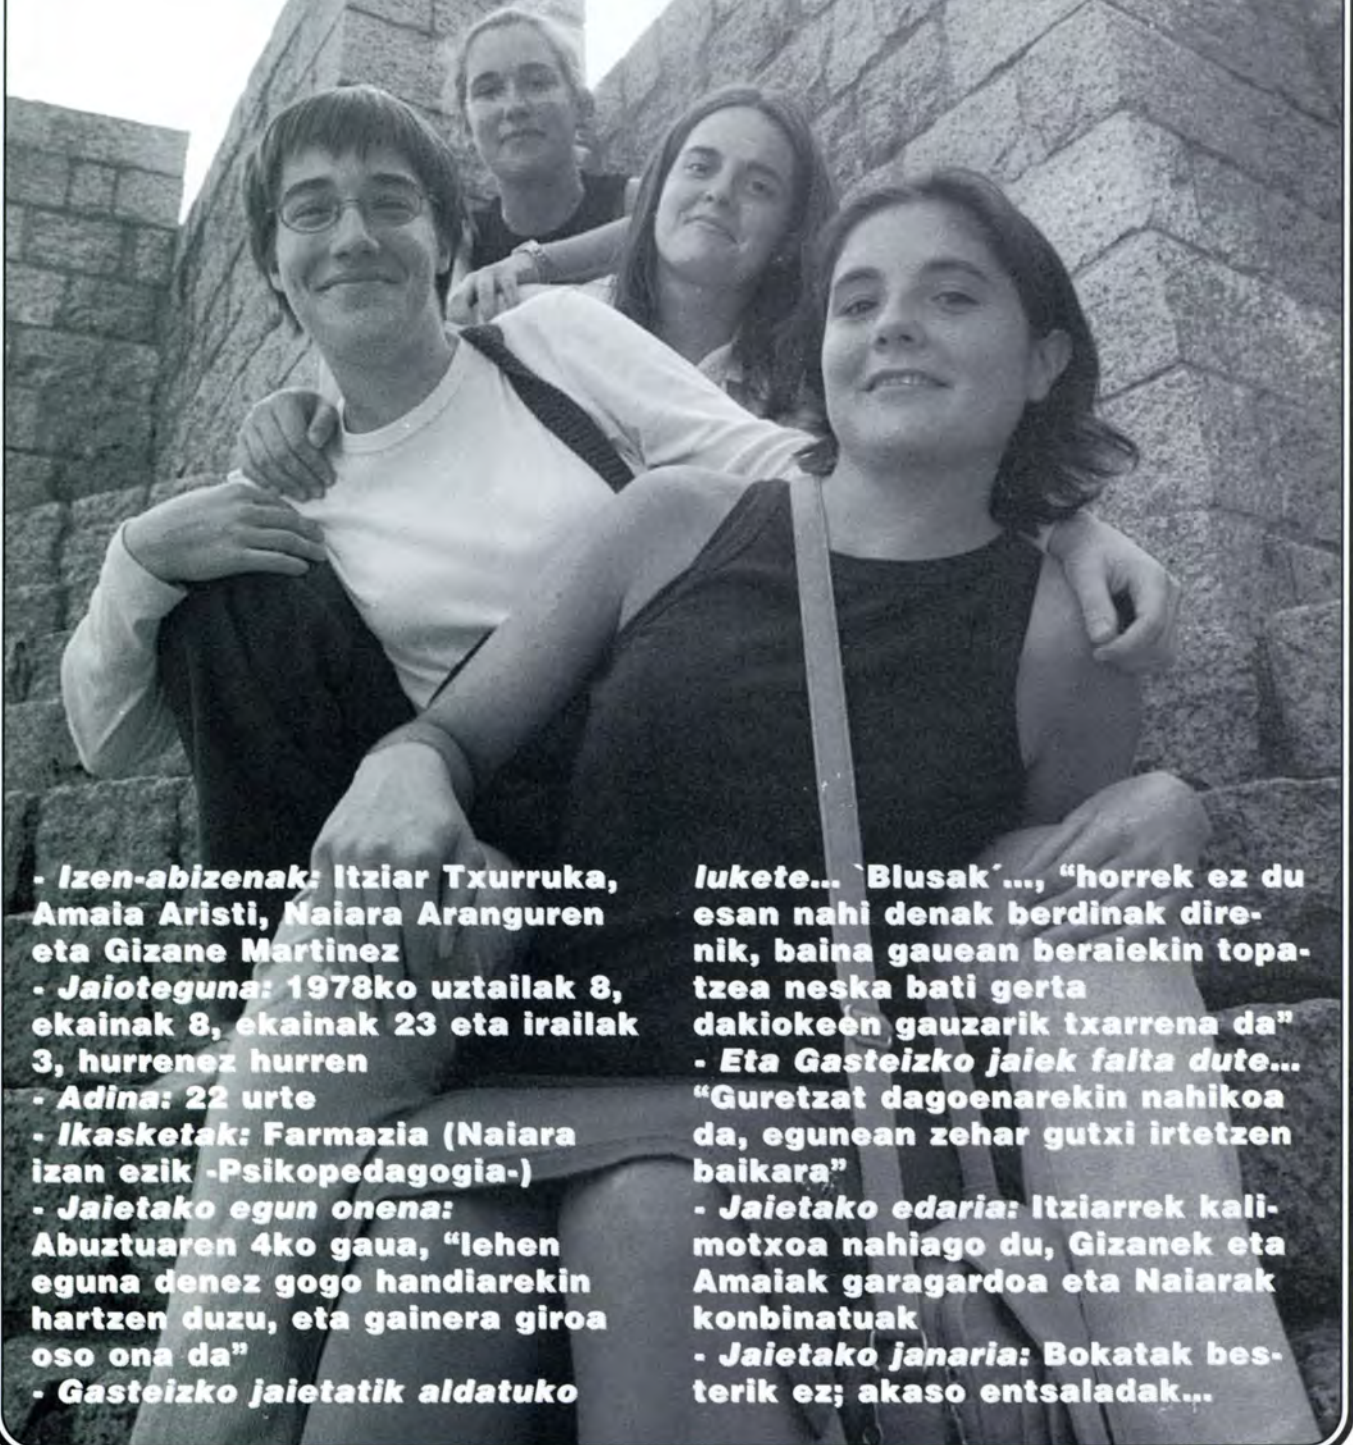 - Izen-abizenak: Itziar Txurruka,
Amaia Aristi, Naiara Aranguren
eta Gizane Martinez
- Jaioteguna: 1978ko uztailak 8,
ekainak 8, ekainak 23 eta irailak
3, hurrenez hurren
- Adina: 22 urte
- Ikasketak: Farmazia (Naiara
izan ezik -Psikopedagogia-)
- Jaietako egun onena:
Abuztuaren 4ko gaua, “lehen
eguna denez gogo handiarekin
hartzen duzu, eta gainera giroa
oso ona da”
- Gasteizko jaietatik aldatuko
lukete... `Blusak´..., “horrek ez du
esan nahi denak berdinak dire-
nik, baina gauean beraiekin topa-
tzea neska bati gerta
dakiokeen gauzarik txarrena da”
- Eta Gasteizko jaiek falta dute...
“Guretzat dagoenarekin nahikoa
da, egunean zehar gutxi irtetzen
baikara”
- Jaietako edaria: Itziarrek kali-
motxoa nahiago du, Gizanek eta
Amaiak garagardoa eta Naiarak
konbinatuak
- Jaietako janaria: Bokatak bes-
terik ez; akaso entsaladak...